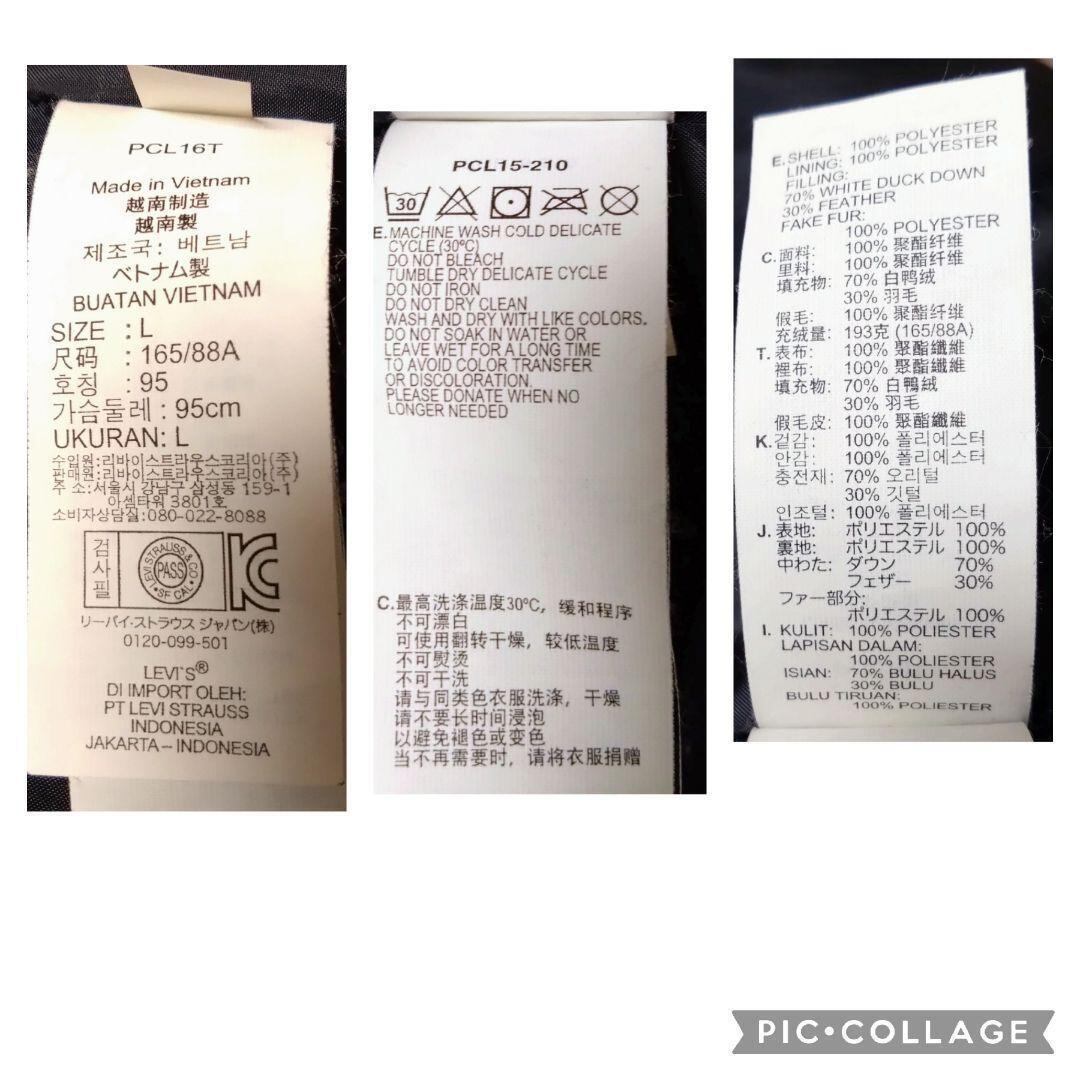 PCL16T
Made in Vietnam
越南制造
越南製
제조국: 베트남
ベトナム製
BUATAN VIETNAM
SIZE : L
尺码 : 165/88A
호칭 : 95
가슴둘레 : 95cm
UKURAN: L
수입원:리바이스트라우스코리아(주)
판매원:리바이스트라우스코리아(주)
주 소:서울시 강남구 삼성동 159-1
아셈타워 3801호
소비자상담실:080-022-8088
검사필
LEVI STRAUSS & CO
PASS
SF CAL.
リーバイ·ストラウス ジャパン(株)
0120-099-501
LEVI'S®
DI IMPORT OLEH:
PT LEVI STRAUSS
INDONESIA
JAKARTA – INDONESIA
PCL15-210
30
E. MACHINE WASH COLD DELICATE
CYCLE (30°C)
DO NOT BLEACH
TUMBLE DRY DELICATE CYCLE
DO NOT IRON
DO NOT DRY CLEAN
WASH AND DRY WITH LIKE COLORS.
DO NOT SOAK IN WATER OR
LEAVE WET FOR A LONG TIME
TO AVOID COLOR TRANSFER
OR DISCOLORATION.
PLEASE DONATE WHEN NO
LONGER NEEDED
C.最高洗涤温度30°C，缓和程序
不可漂白
可使用翻转干燥，较低温度
不可熨烫
不可干洗
请与同类色衣服洗涤，干燥
请不要长时间浸泡
以避免褪色或变色
当不再需要时，请将衣服捐赠
E. SHELL: 100% POLYESTER
LINING: 100% POLYESTER
FILLING:
70% WHITE DUCK DOWN
30% FEATHER
FAKE FUR:
100% POLYESTER
C. 面料: 100% 聚酯纤维
里料: 100% 聚酯纤维
填充物: 70% 白鸭绒
30% 羽毛
假毛: 100% 聚酯纤维
充绒量: 193克 (165/88A)
T. 表布: 100% 聚酯纖維
裡布: 100% 聚酯纖維
填充物: 70% 白鴨絨
30% 羽毛
假毛皮: 100% 聚酯纖維
K. 겉감: 100% 폴리에스터
안감: 100% 폴리에스터
충전재: 70% 오리털
30% 깃털
인조털: 100% 폴리에스터
J. 表地: ポリエステル 100%
裏地: ポリエステル 100%
中わた: ダウン 70%
フェザー 30%
ファー部分:
ポリエステル 100%
I. KULIT: 100% POLIESTER
LAPISAN DALAM:
100% POLIESTER
ISIAN: 70% BULU HALUS
30% BULU
BULU TIRUAN:
100% POLIESTER
PIC•COLLAGE